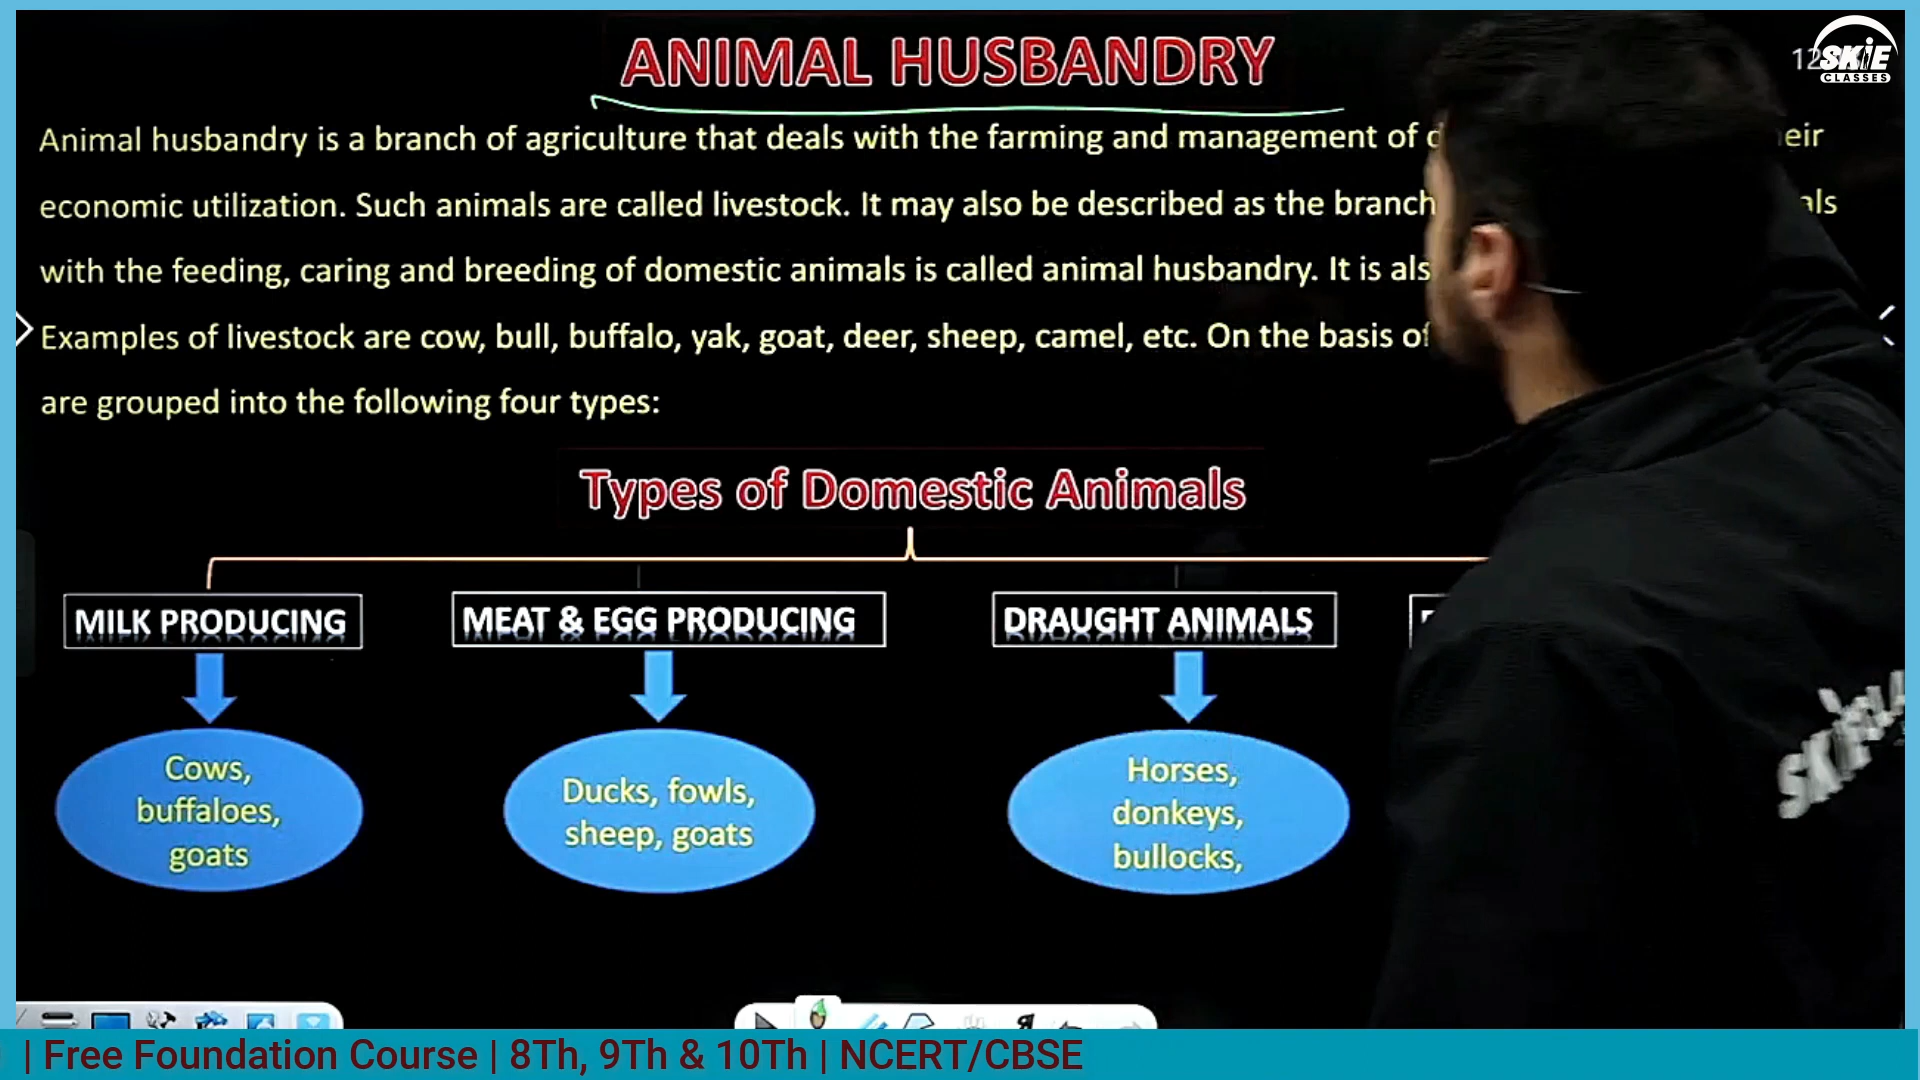 ANIMAL HUSBANDRY
SKIE
CLASSES
Animal husbandry is a branch of agriculture that deals with the farming and management of eir
economic utilization. Such animals are called livestock. It may also be described as the branch als
with the feeding, caring and breeding of domestic animals is called animal husbandry. It is als
Examples of livestock are cow, bull, buffalo, yak, goat, deer, sheep, camel, etc. On the basis of
are grouped into the following four types:
Types of Domestic Animals
MILK PRODUCING
MEAT & EGG PRODUCING
DRAUGHT ANIMALS
Cows,
buffaloes,
goats
Ducks, fowls,
sheep, goats
Horses,
donkeys,
bullocks,
| Free Foundation Course | 8Th, 9Th & 10Th | NCERT/CBSE